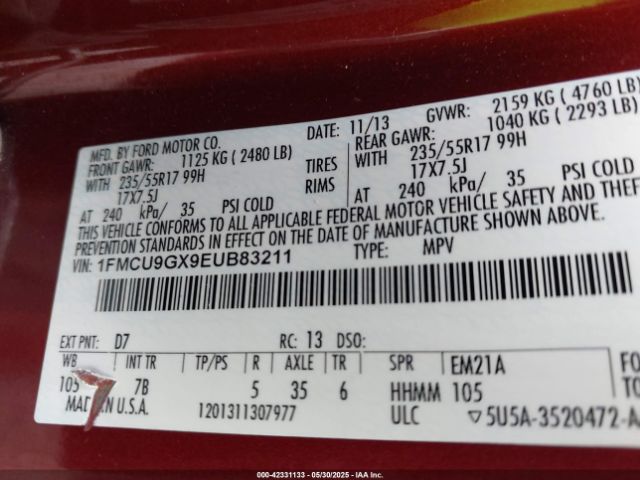 MFD. BY FORD MOTOR CO.
DATE: 11/13
GVWR: 2159 KG ( 4760 LB)
FRONT GAWR: 1125 KG ( 2480 LB)
REAR GAWR: 1040 KG ( 2293 LB)
WITH 235/55R17 99H TIRES
WITH 235/55R17 99H
17X7.5J RIMS
17X7.5J
AT 240 kPa/ 35 PSI COLD
AT 240 kPa/ 35 PSI COLD
THIS VEHICLE CONFORMS TO ALL APPLICABLE FEDERAL MOTOR VEHICLE SAFETY AND THEFT
PREVENTION STANDARDS IN EFFECT ON THE DATE OF MANUFACTURE SHOWN ABOVE.
VIN: 1FMCU9GX9EUB83211
TYPE: MPV
EXT PNT: D7 RC: 13 DSO:
WB INT TR TP/PS R AXLE TR SPR EM21A
105 7B 5 35 6 HHMM 105
MADE IN U.S.A. 1201311307977 ULC
5U5A-3520472-A
000-42331133 - 05/30/2025 - IAA Inc.